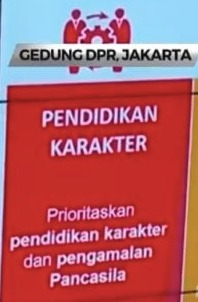 GEDUNG DPR, JAKARTA
PENDIDIKAN
KARAKTER
Prioritaskan
pendidikan karakter
dan pengamalan
Pancasila